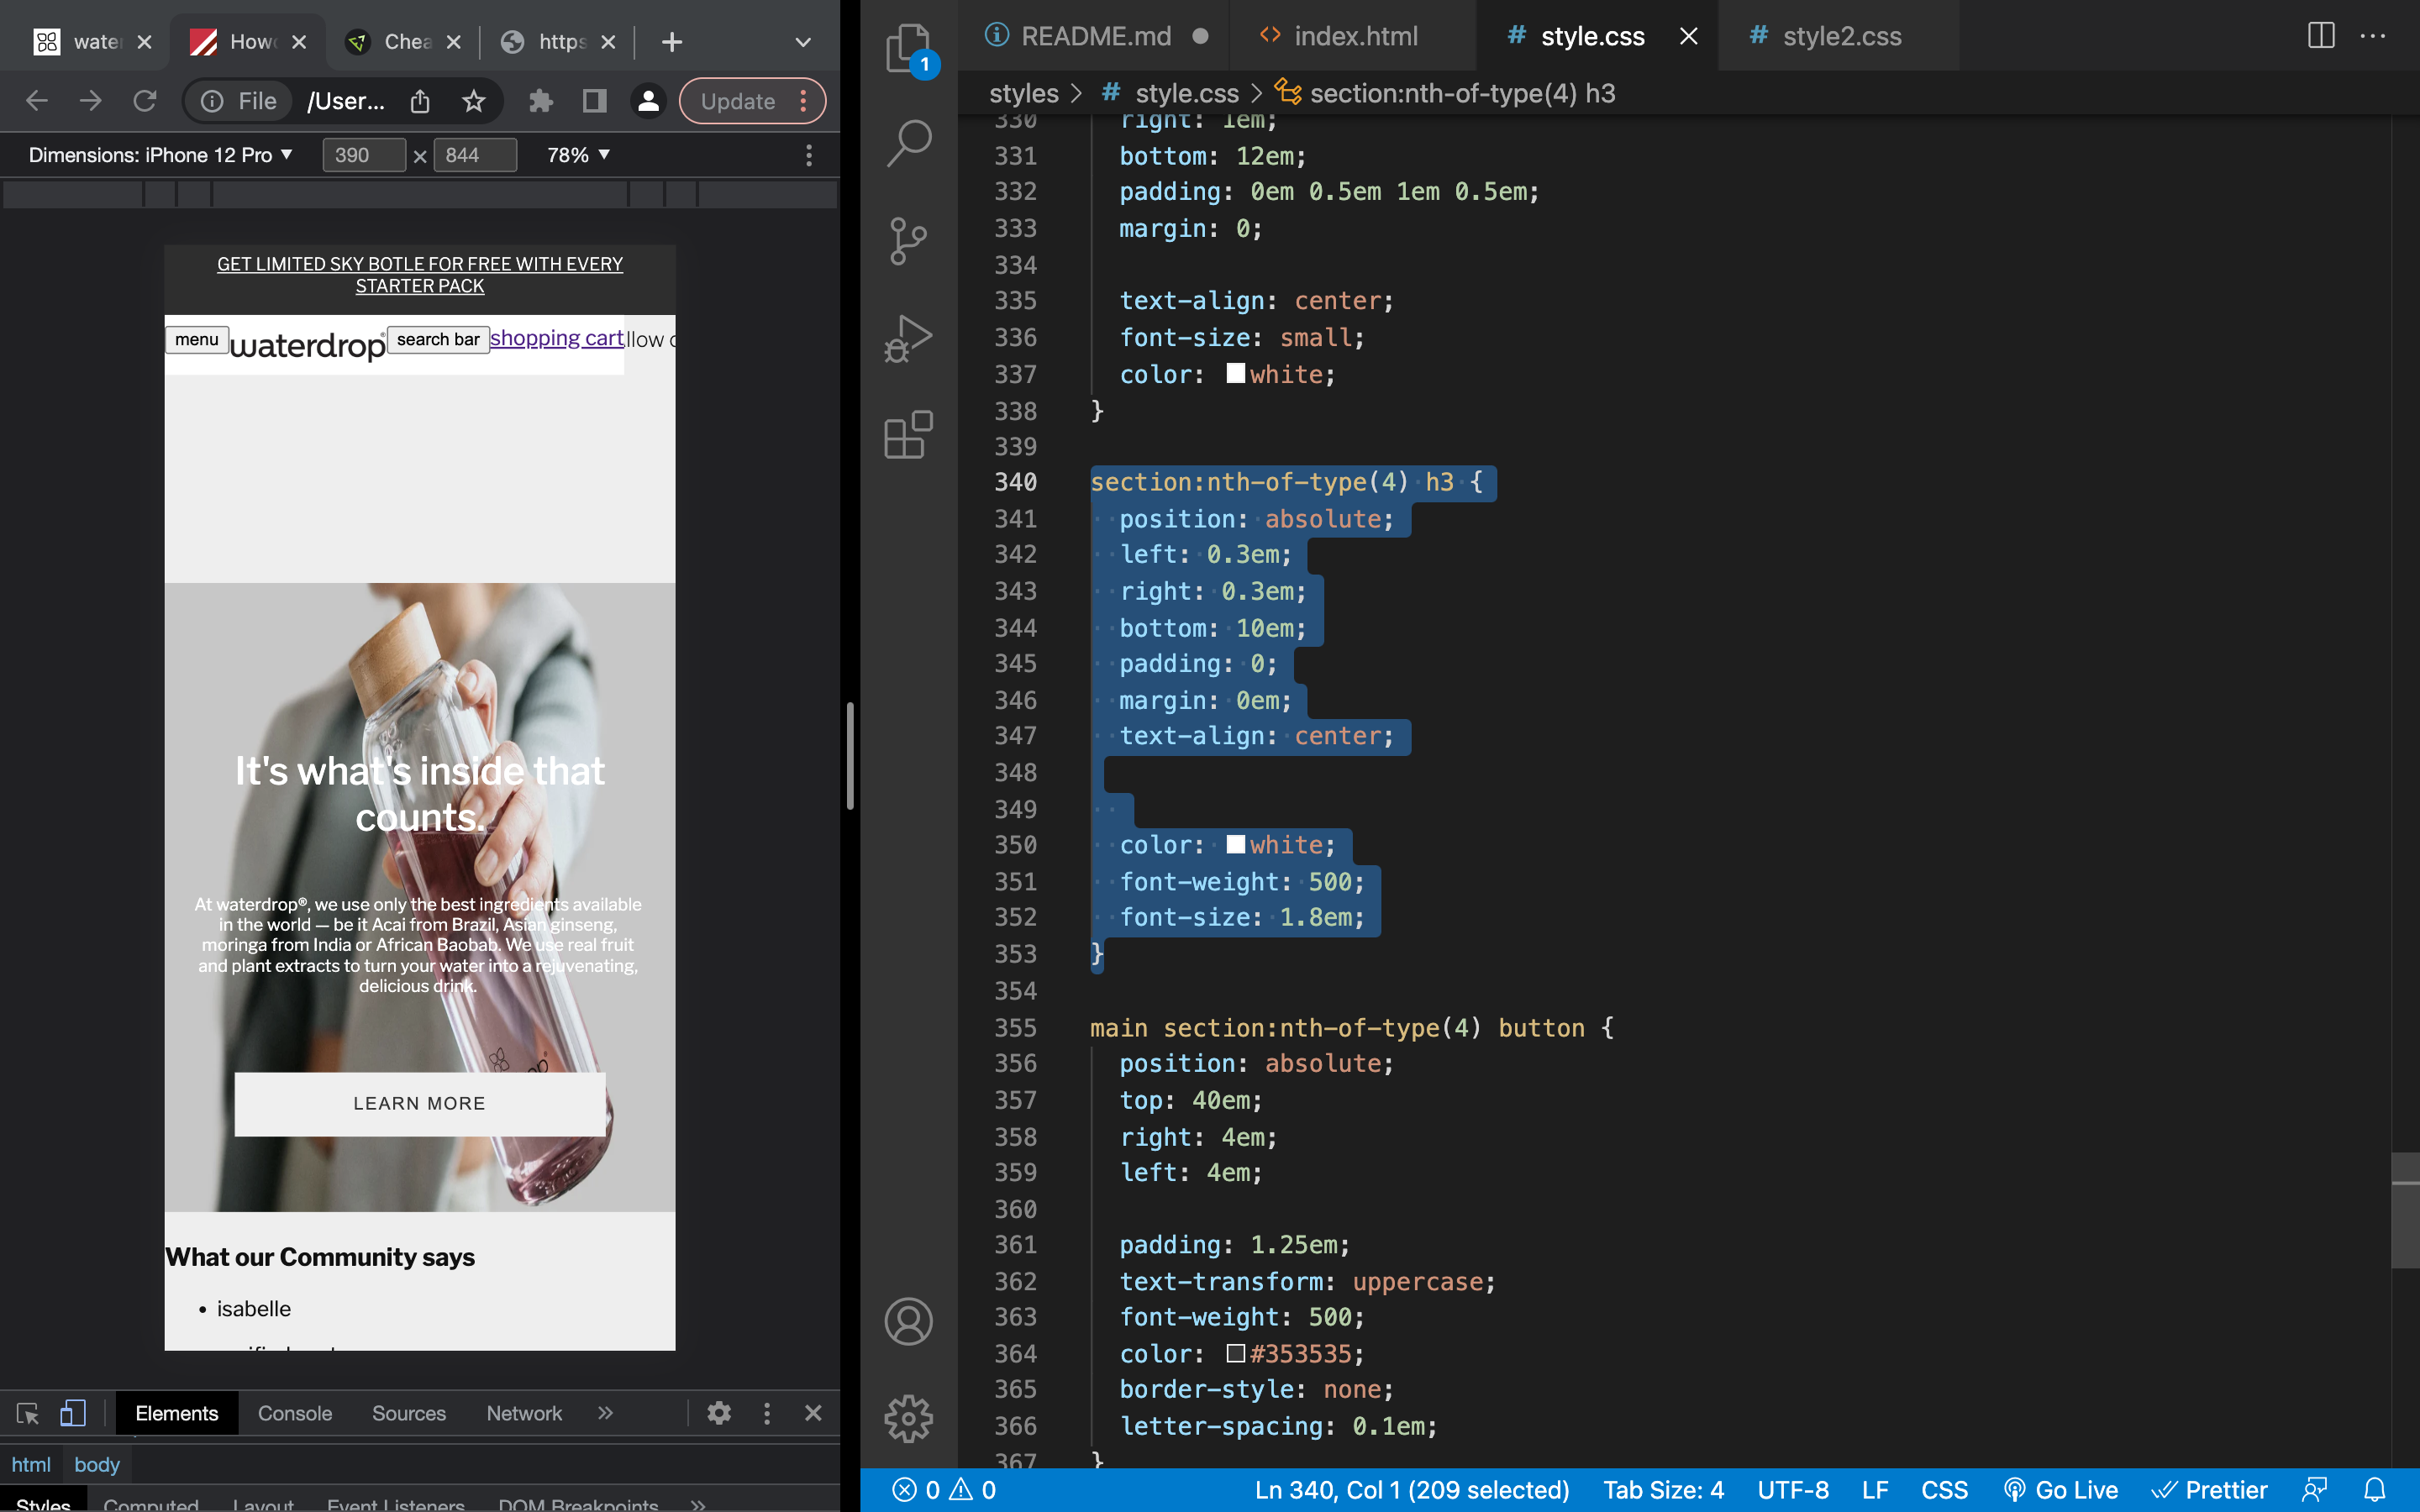 wate
Howo
Chea
https
File
/User...
Update
Dimensions: iPhone 12 Pro
390 × 844
78%
GET LIMITED SKY BOTLE FOR FREE WITH EVERY
STARTER PACK
menu waterdrop® search bar shopping cart llow c
It's what's inside that
counts.
At waterdrop®, we use only the best ingredients available
in the world — be it Acai from Brazil, Asian ginseng,
moringa from India or African Baobab. We use real fruit
and plant extracts to turn your water into a rejuvenating,
delicious drink.
LEARN MORE
What our Community says
• isabelle
Elements Console Sources Network »
html body
Styles Computed Layout Event Listeners DOM Breakpoints »
1
README.md
index.html
# style.css
# style2.css
styles > # style.css > section:nth-of-type(4) h3
330 right: 1em;
331 bottom: 12em;
332 padding: 0em 0.5em 1em 0.5em;
333 margin: 0;
334
335 text-align: center;
336 font-size: small;
337 color: white;
338 }
339
340 section:nth-of-type(4) h3 {
341 position: absolute;
342 left: 0.3em;
343 right: 0.3em;
344 bottom: 10em;
345 padding: 0;
346 margin: 0em;
347 text-align: center;
348
349
350 color: white;
351 font-weight: 500;
352 font-size: 1.8em;
353 }
354
355 main section:nth-of-type(4) button {
356 position: absolute;
357 top: 40em;
358 right: 4em;
359 left: 4em;
360
361 padding: 1.25em;
362 text-transform: uppercase;
363 font-weight: 500;
364 color: #353535;
365 border-style: none;
366 letter-spacing: 0.1em;
367 }
0 0
Ln 340, Col 1 (209 selected) Tab Size: 4 UTF-8 LF CSS Go Live Prettier